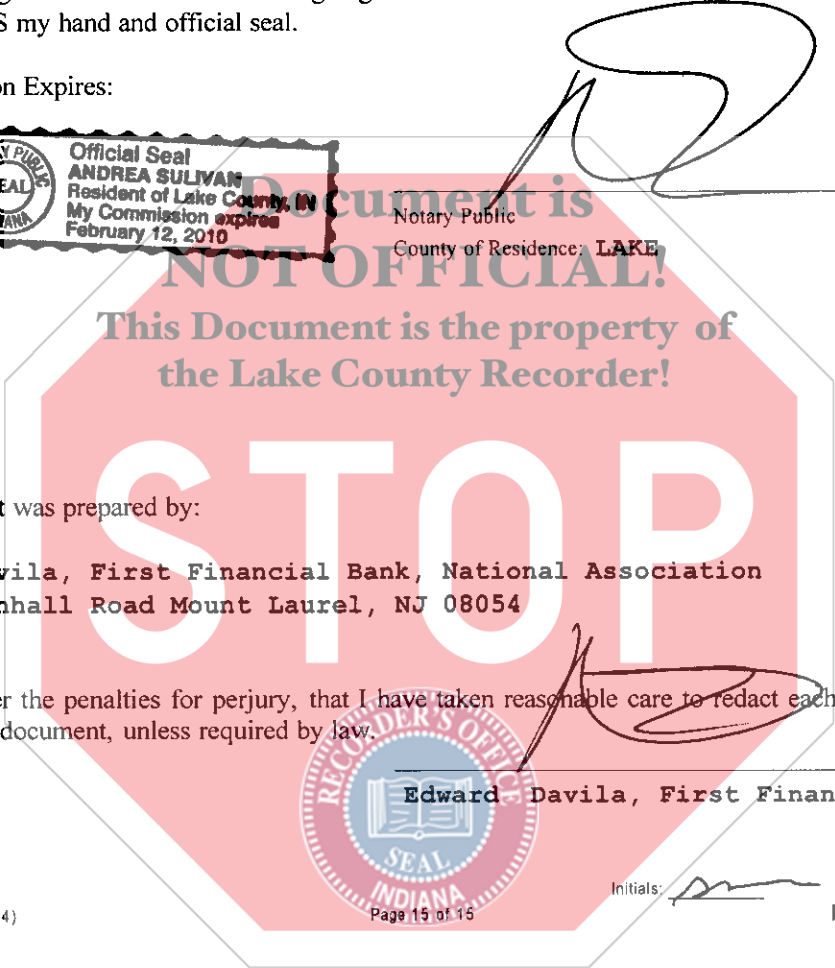 S my hand and official seal.
on Expires:
Y PUBLIC
EAL
IANA
Official Seal
ANDREA SULIVAN
Resident of Lake County, IN
My Commission expires
February 12, 2010
Notary Public
County of Residence: LAKE
Document is
NOT OFFICIAL!
This Document is the property of
the Lake County Recorder!
STOP
t was prepared by:
vila, First Financial Bank, National Association
nhall Road Mount Laurel, NJ 08054
er the penalties for perjury, that I have taken reasonable care to redact each
document, unless required by law.
RECORDER'S OFFICE
SEAL
INDIANA
Edward Davila, First Finan
Initials:
4)
Page 15 of 15